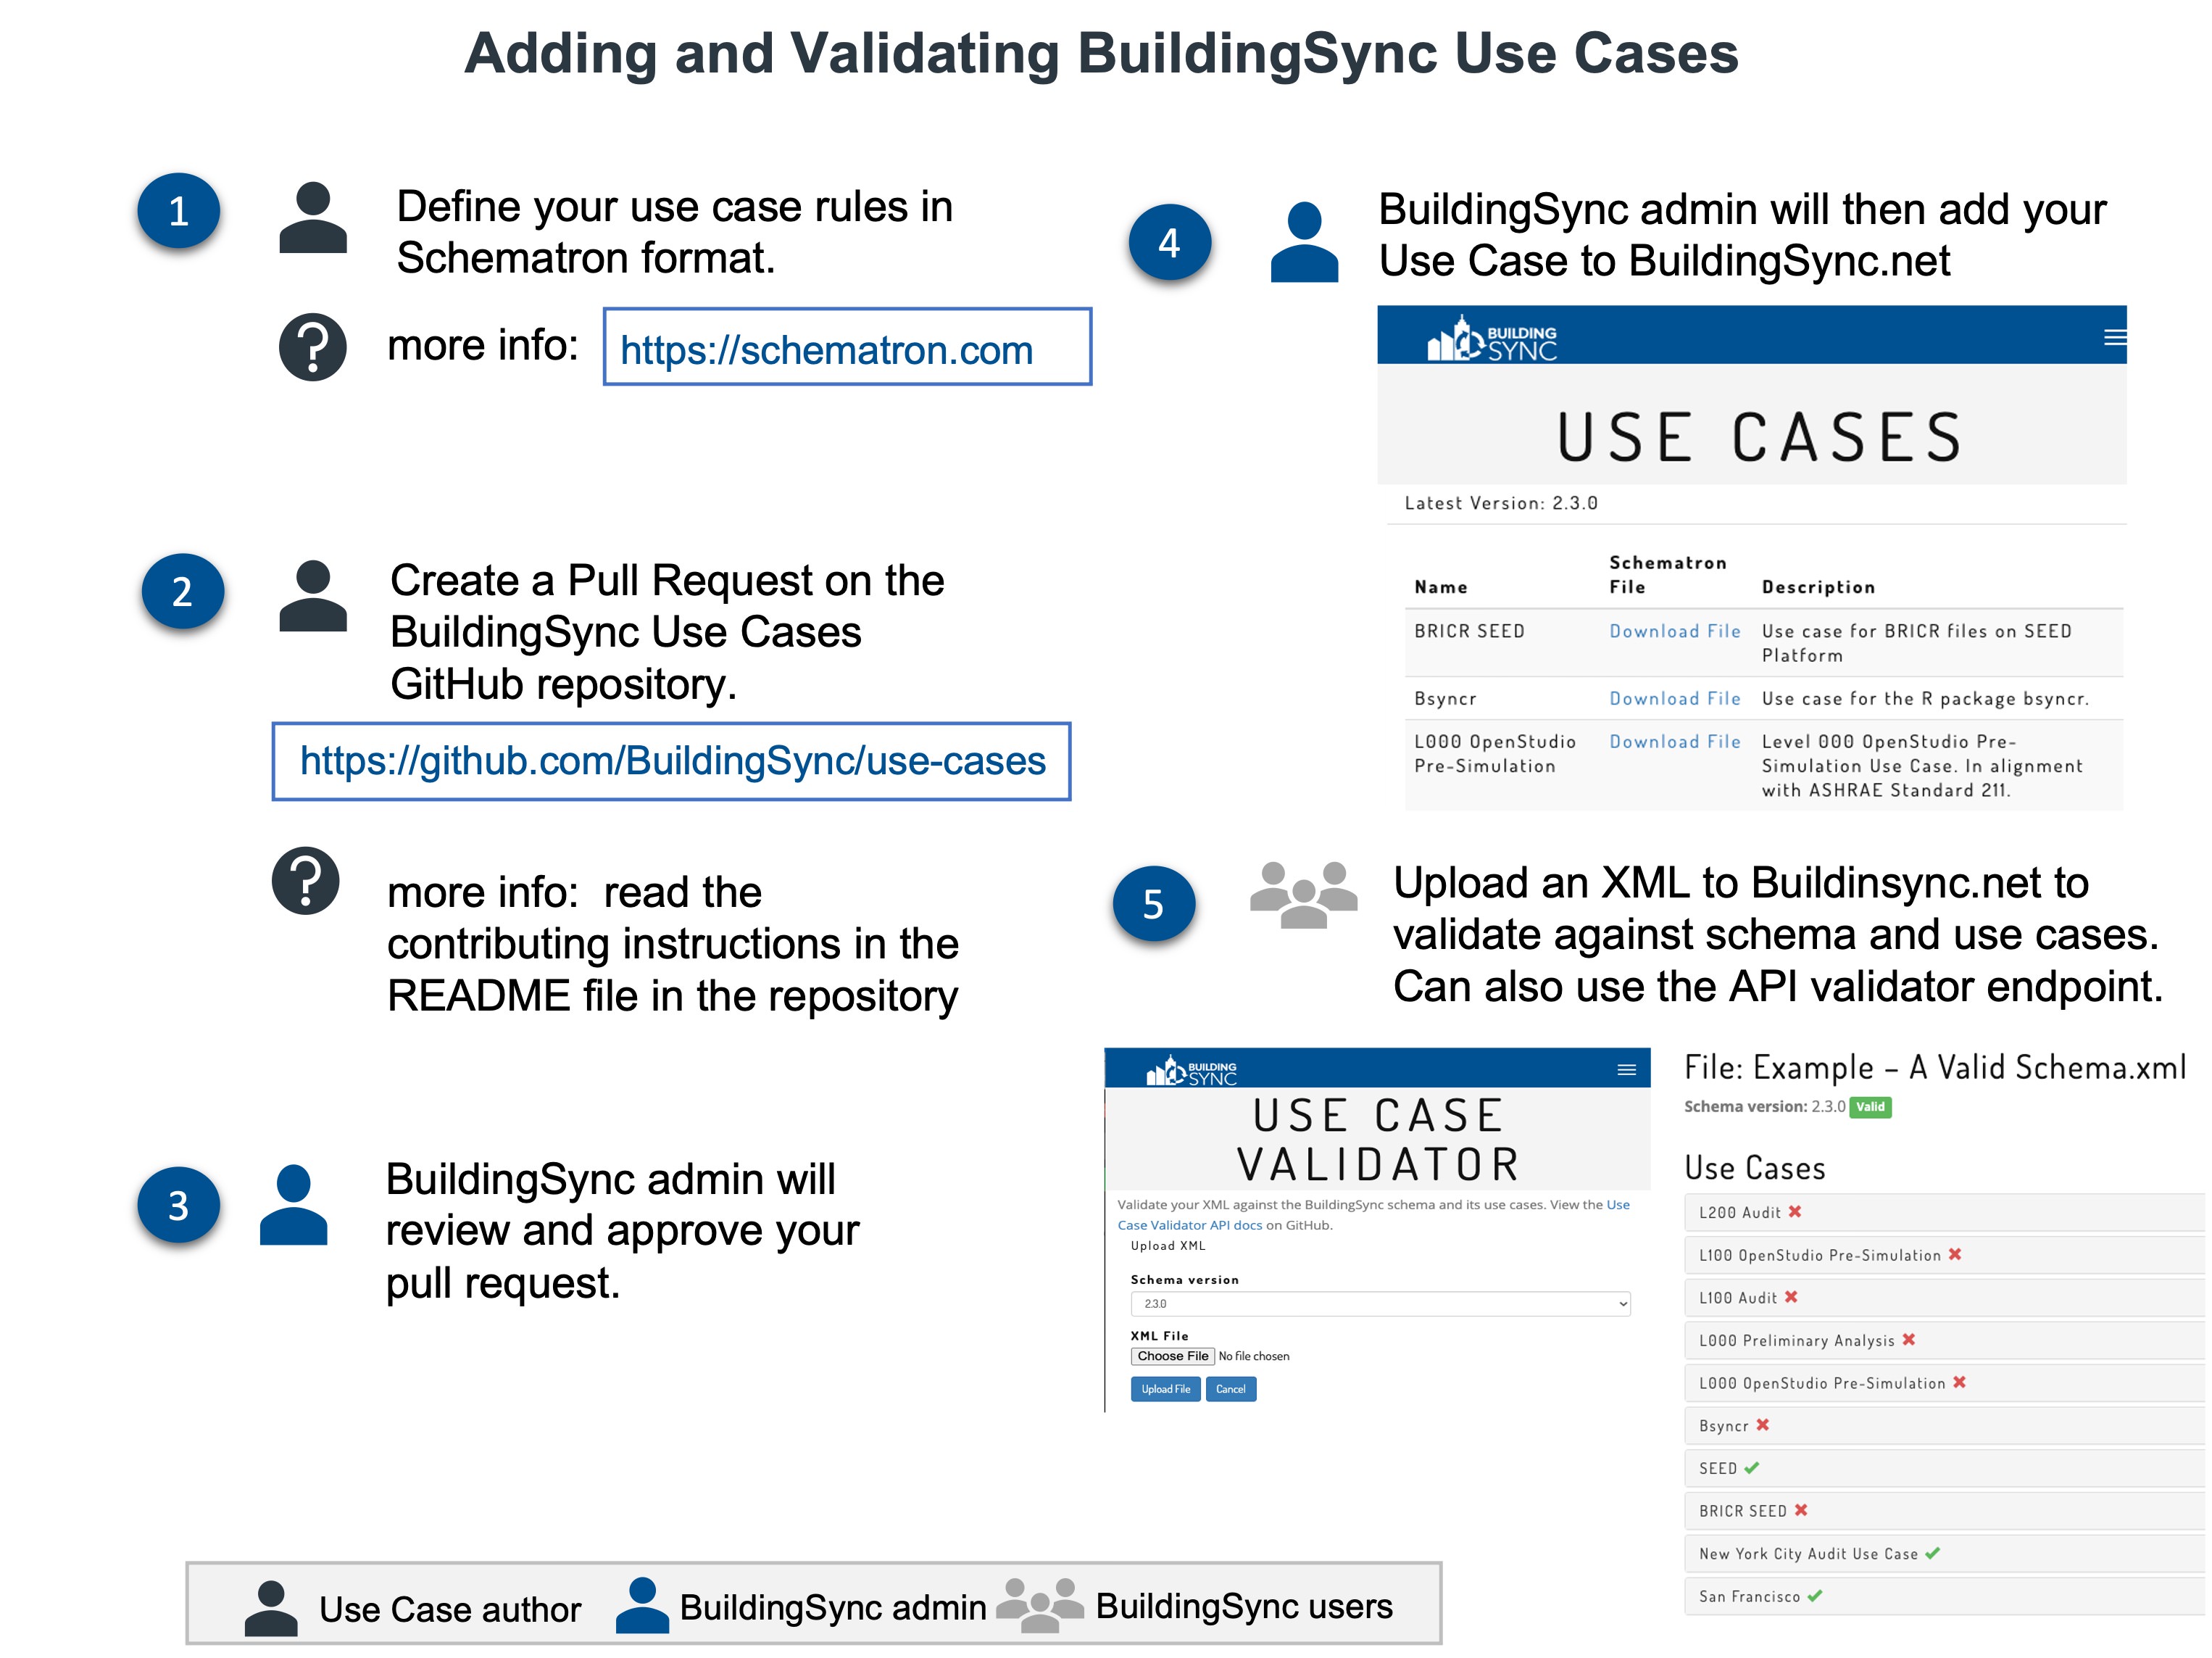 Adding and Validating BuildingSync Use Cases
1
Define your use case rules in
Schematron format.
?
more info:
https://schematron.com
2
Create a Pull Request on the
BuildingSync Use Cases
GitHub repository.
https://github.com/BuildingSync/use-cases
?
more info:  read the
contributing instructions in the
README file in the repository
3
BuildingSync admin will
review and approve your
pull request.
4
BuildingSync admin will then add your
Use Case to BuildingSync.net
BUILDING
SYNC
USE CASES
Latest Version: 2.3.0
Name
Schematron
File
Description
BRICR SEED
Download File
Use case for BRICR files on SEED
Platform
Bsyncr
Download File
Use case for the R package bsyncr.
L000 OpenStudio
Pre-Simulation
Download File
Level 000 OpenStudio Pre-
Simulation Use Case. In alignment
with ASHRAE Standard 211.
5
Upload an XML to Buildinsync.net to
validate against schema and use cases.
Can also use the API validator endpoint.
BUILDING
SYNC
USE CASE
VALIDATOR
Validate your XML against the BuildingSync schema and its use cases. View the Use
Case Validator API docs on GitHub.
Upload XML
Schema version
2.3.0
XML File
Choose File No file chosen
Upload File
Cancel
File: Example – A Valid Schema.xml
Schema version: 2.3.0 Valid
Use Cases
L200 Audit
L100 OpenStudio Pre-Simulation
L100 Audit
L000 Preliminary Analysis
L000 OpenStudio Pre-Simulation
Bsyncr
SEED
BRICR SEED
New York City Audit Use Case
San Francisco
Use Case author
BuildingSync admin
BuildingSync users